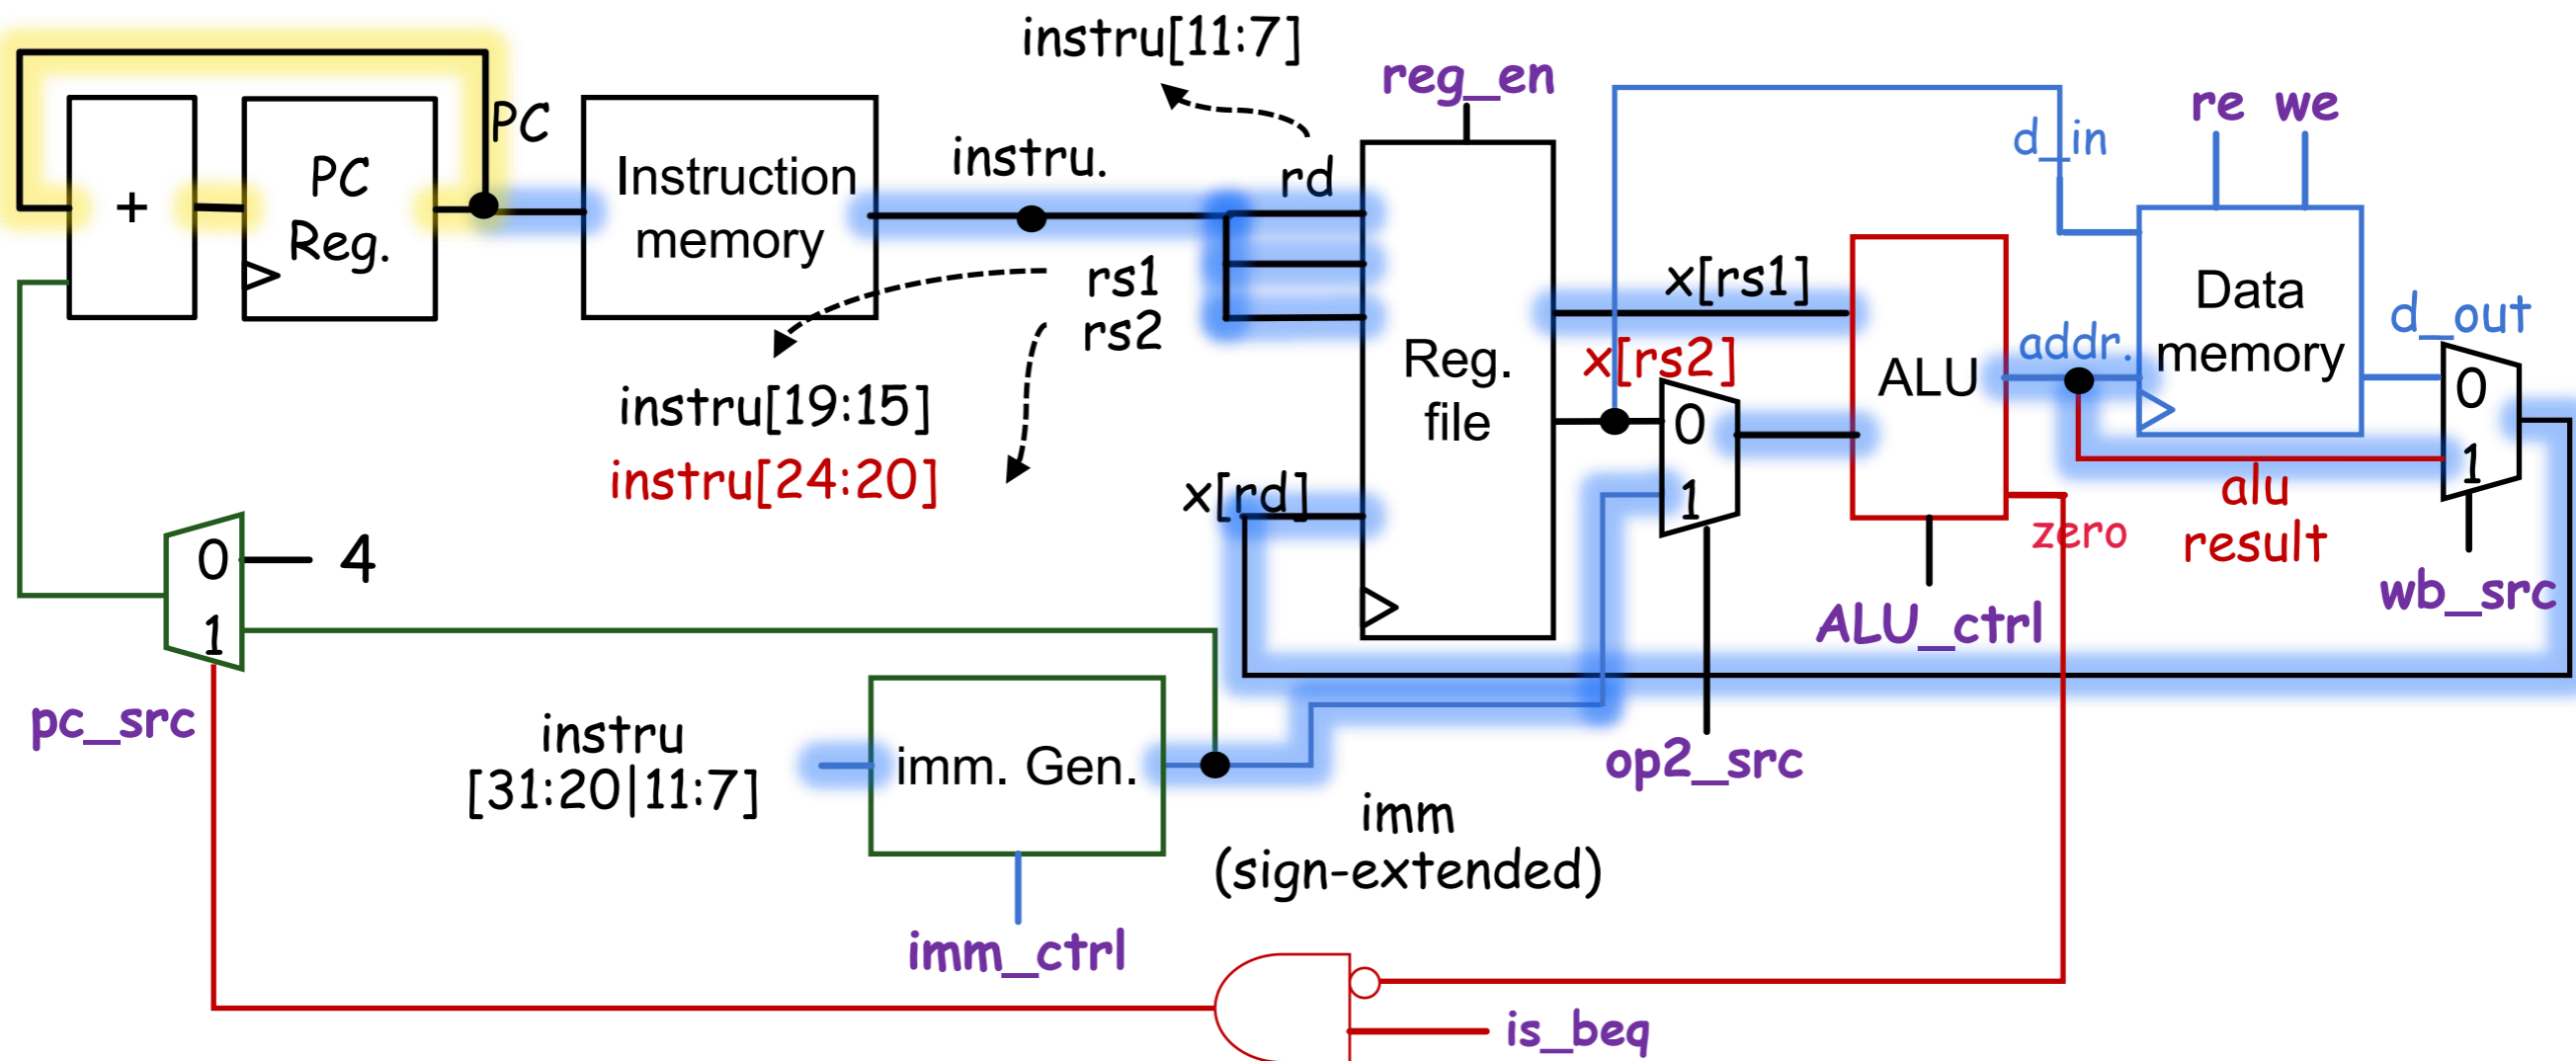 instru[11:7]
reg_en
re we
PC
d_in
instru.
rd
+
PC
Reg.
Instruction
memory
rs1
rs2
x[rs1]
Data
memory
d_out
addr.
x[rs2]
Reg.
file
ALU
0
1
0
1
instru[19:15]
instru[24:20]
x[rd]
alu
result
zero
wb_src
0
1
4
ALU_ctrl
pc_src
instru
[31:20|11:7]
imm. Gen.
op2_src
imm
(sign-extended)
imm_ctrl
is_beq